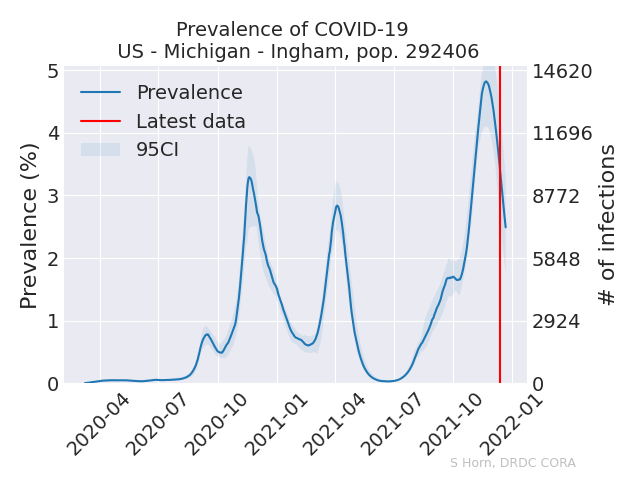 Prevalence of COVID-19
US - Michigan - Ingham, pop. 292406
Prevalence
Latest data
95CI
Prevalence (%)
5
4
3
2
1
0
14620
11696
8772
5848
2924
0
# of infections
2020-04
2020-07
2020-10
2021-01
2021-04
2021-07
2021-10
2022-01
S Horn, DRDC CORA